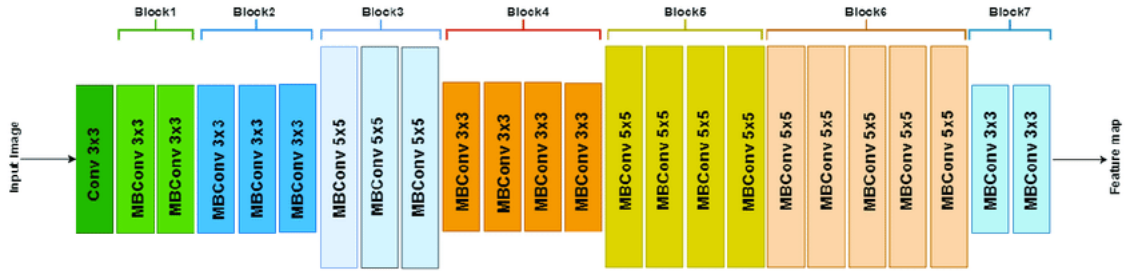 Block1
Block2
Block3
Block4
Block5
Block6
Block7
Input Image
Conv 3x3
MBConv 3x3
MBConv 3x3
MBConv 3x3
MBConv 3x3
MBConv 3x3
MBConv 5x5
MBConv 5x5
MBConv 5x5
MBConv 3x3
MBConv 3x3
MBConv 3x3
MBConv 3x3
MBConv 5x5
MBConv 5x5
MBConv 5x5
MBConv 5x5
MBConv 5x5
MBConv 5x5
MBConv 5x5
MBConv 5x5
MBConv 5x5
MBConv 3x3
MBConv 3x3
Feature map